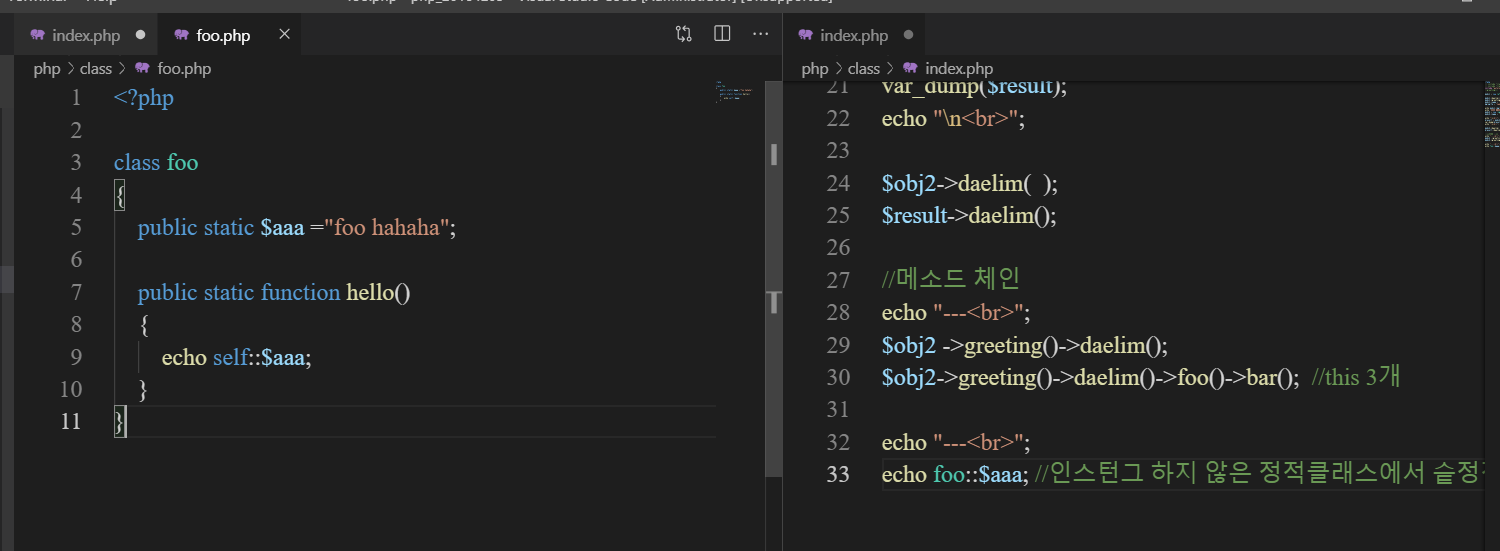 index.php
foo.php
index.php
php > class > foo.php
php > class > index.php
1 <?php
2
3 class foo
4 {
5 public static $aaa ="foo hahaha";
6
7 public static function hello()
8 {
9 echo self::$aaa;
10 }
11 }
21 var_dump($result);
22 echo "\n<br>";
23
24 $obj2->daelim(  );
25 $result->daelim();
26
27 //메소드 체인
28 echo "---<br>";
29 $obj2 ->greeting()->daelim();
30 $obj2->greeting()->daelim()->foo()->bar();  //this 3개
31
32 echo "---<br>";
33 echo foo::$aaa; //인스턴그 하지 않은 정적클래스에서